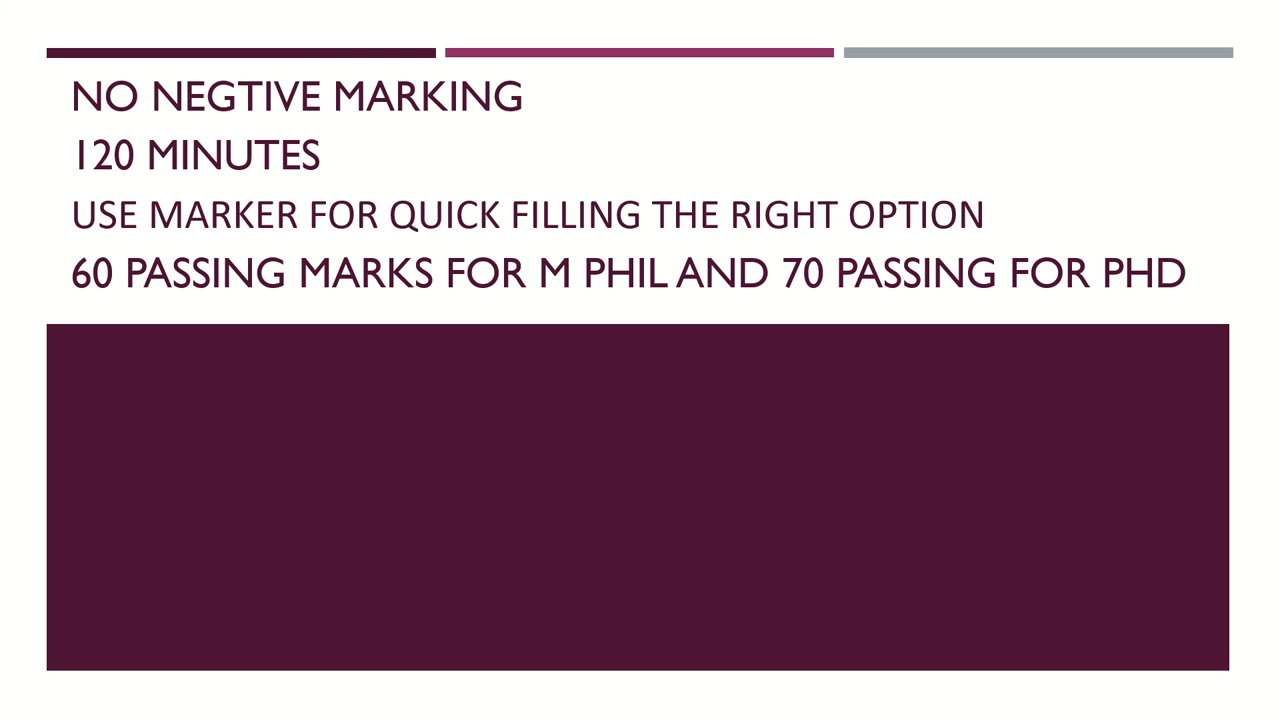 NO NEGTIVE MARKING
120 MINUTES
USE MARKER FOR QUICK FILLING THE RIGHT OPTION
60 PASSING MARKS FOR M PHIL AND 70 PASSING FOR PHD